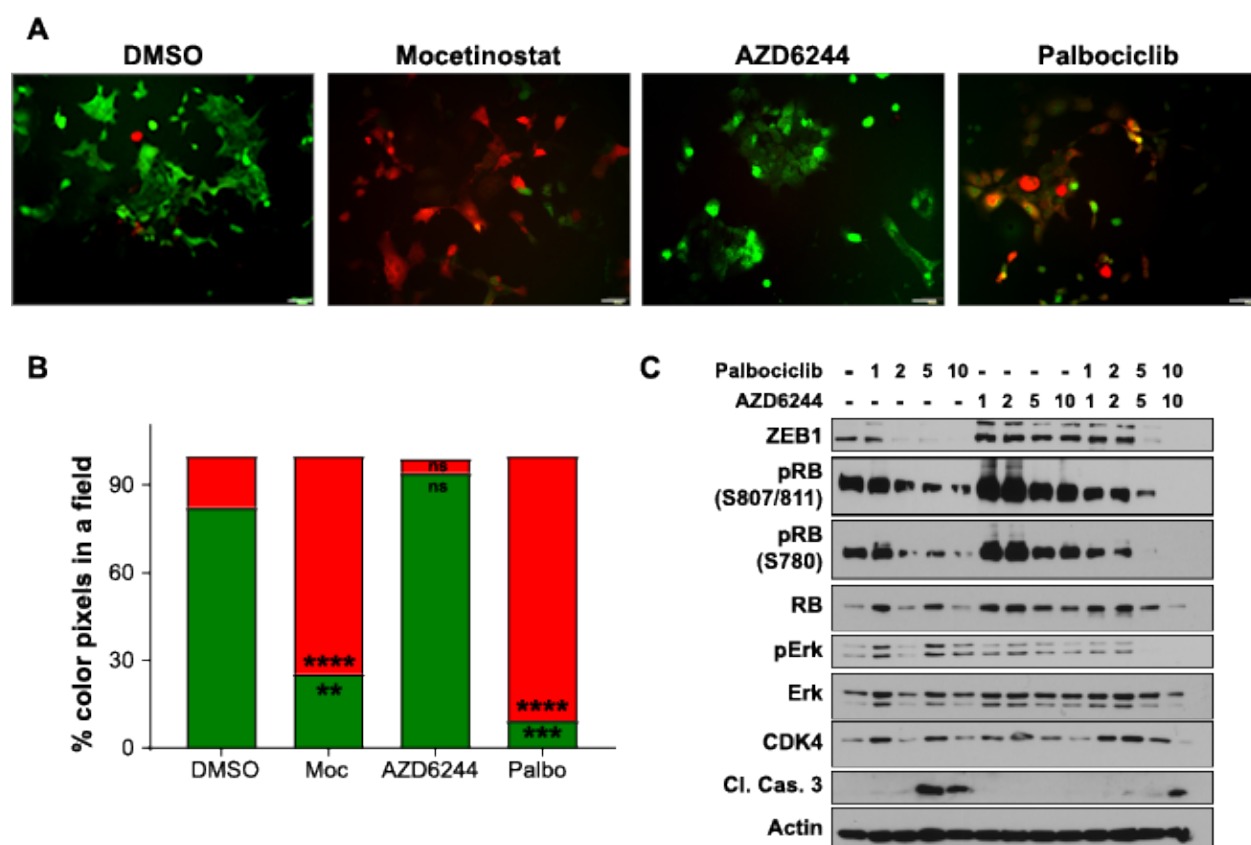 A
DMSO Mocetinostat AZD6244 Palbociclib
B
% color pixels in a field
90
60
30
0
ns
ns
****
**
****
***
DMSO Moc AZD6244 Palbo
C
Palbociclib - 1 2 5 10 - - - - 1 2 5 10
AZD6244 - - - - - 1 2 5 10 1 2 5 10
ZEB1
pRB
(S807/811)
pRB
(S780)
RB
pErk
Erk
CDK4
Cl. Cas. 3
Actin